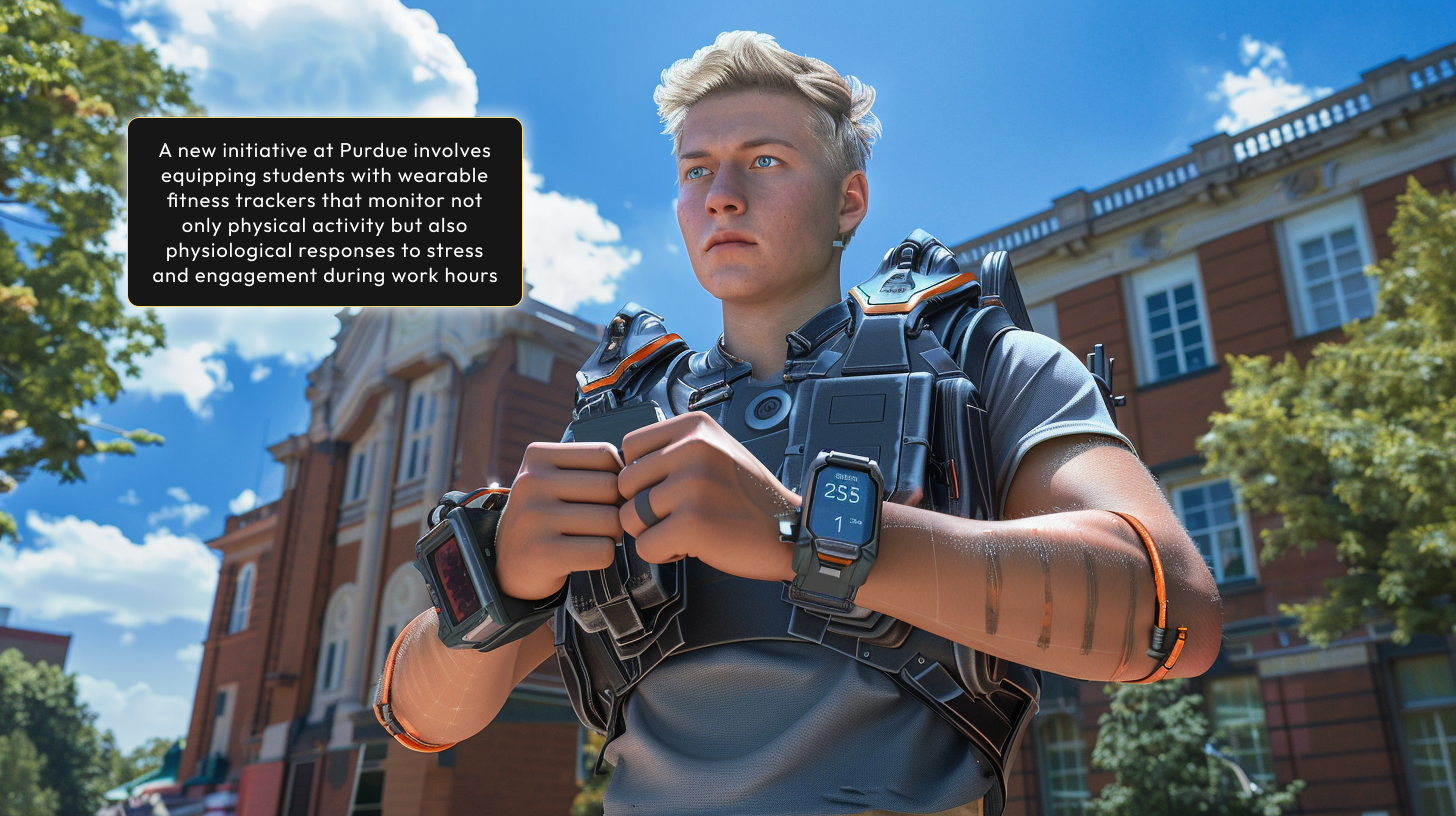 A new initiative at Purdue involves
equipping students with wearable
fitness trackers that monitor not
only physical activity but also
physiological responses to stress
and engagement during work hours
255
1